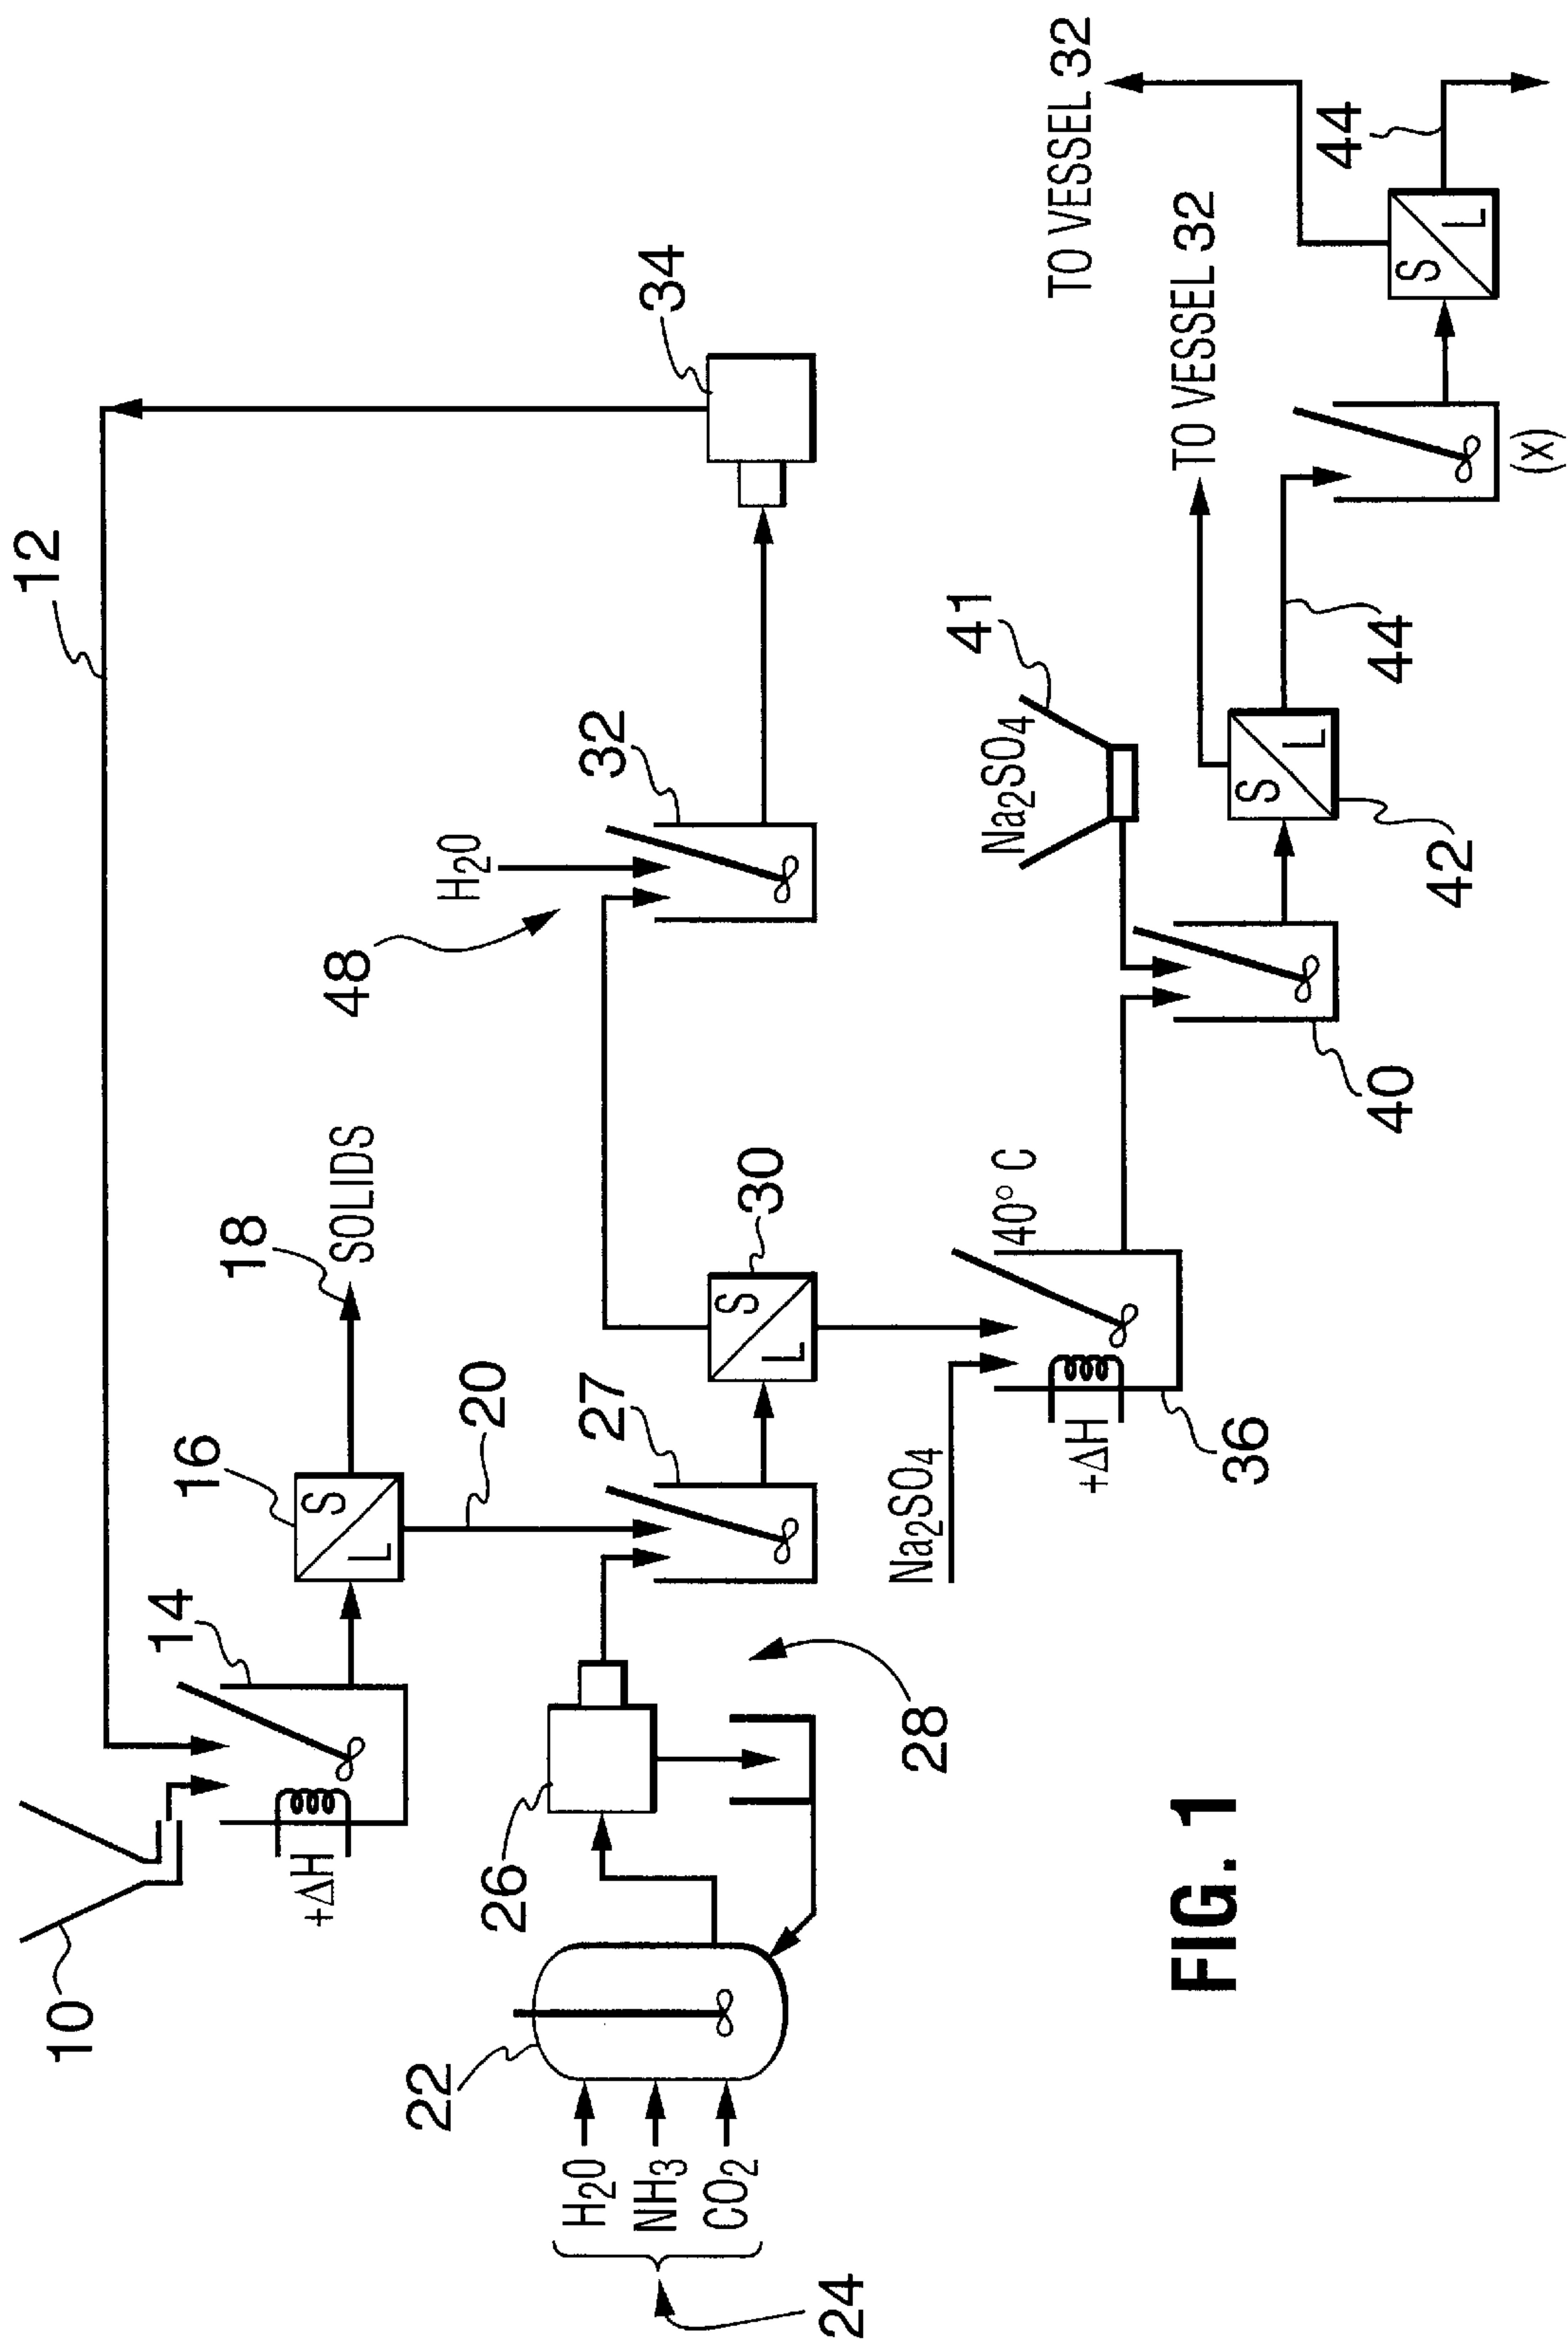 12
34
TO VESSEL 32
44
TO VESSEL 32
10
14
+ΔH
16
S
L
18
SOLIDS
20
48
H₂O
32
22
H₂O
NH₃
CO₂
24
26
28
27
30
S
L
Na₂SO₄
+ΔH
36
40° C
Na₂SO₄
41
40
42
S
L
44
(X)
S
L
FIG. 1